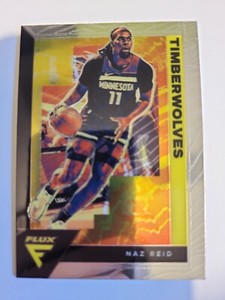 TIMBERWOLVES
MINNESOTA
11
FLUX
NAZ REID